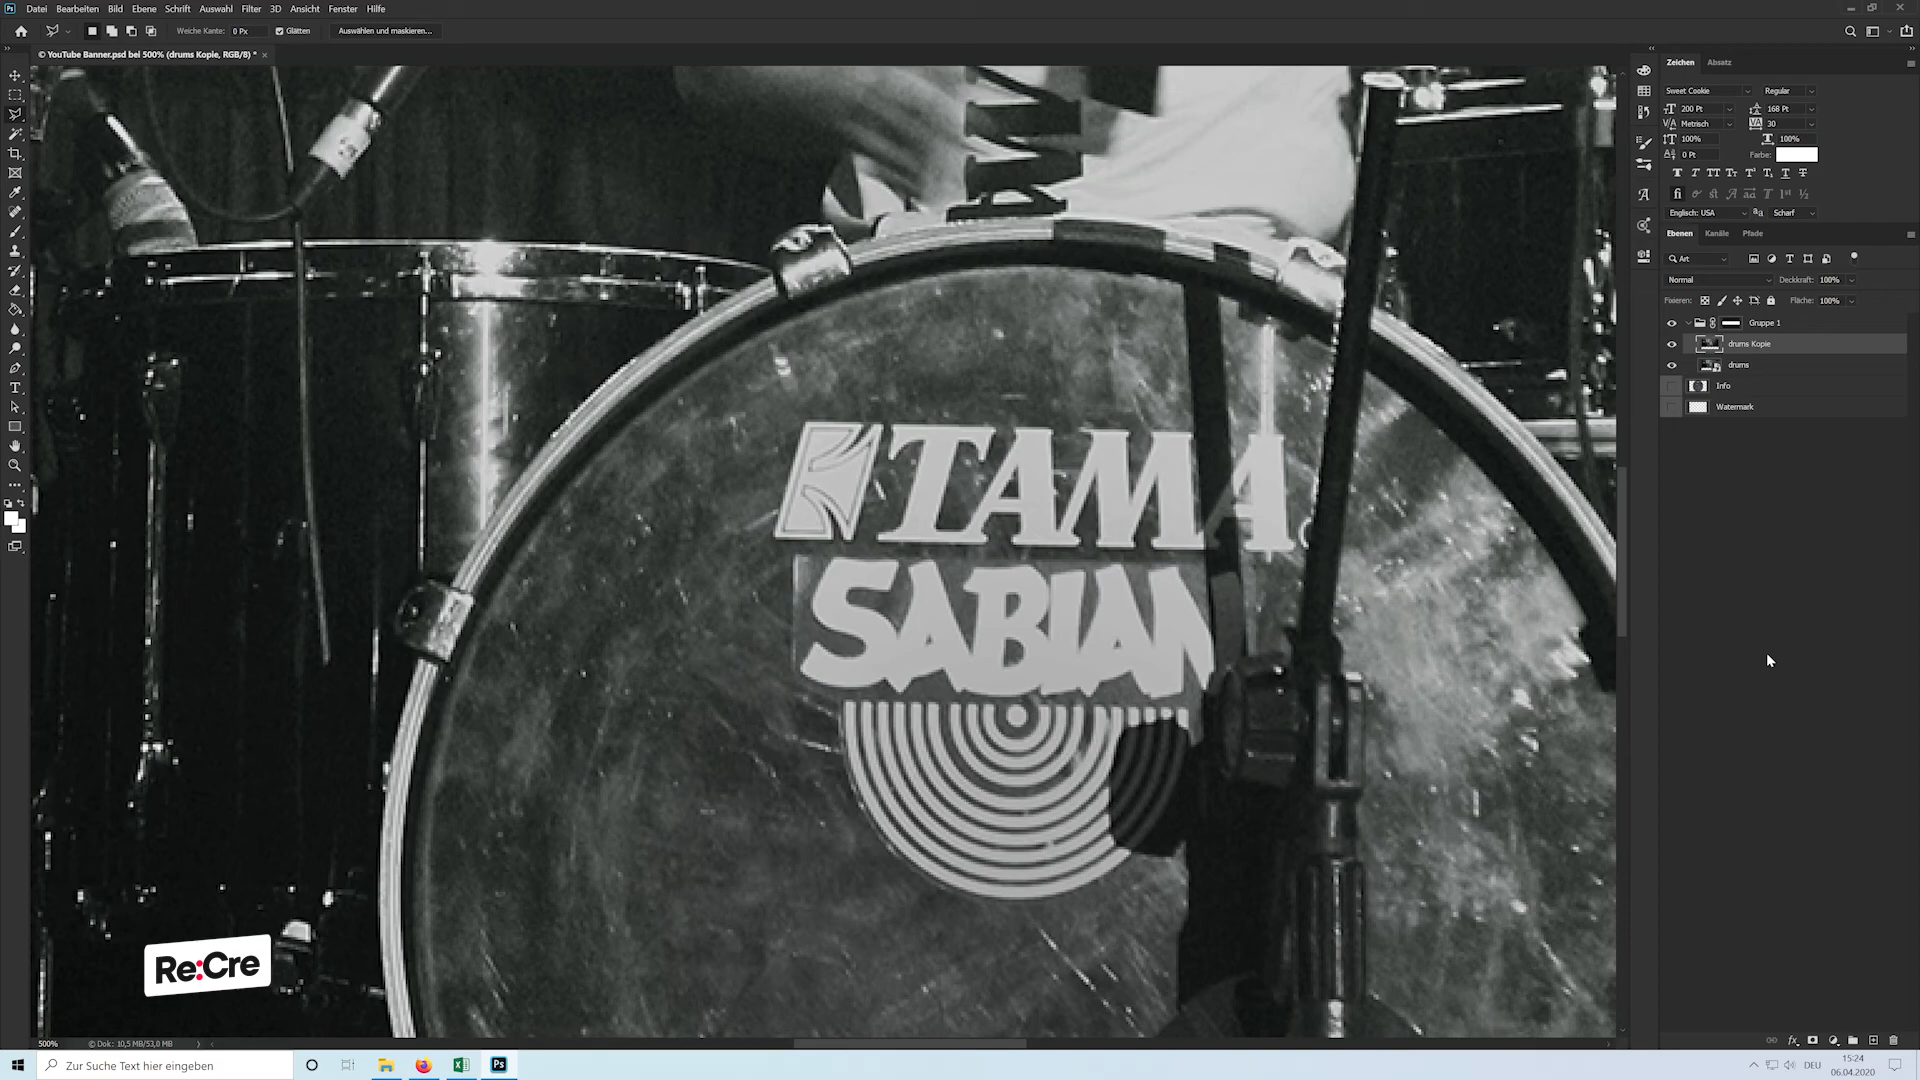 Datei Bearbeiten Bild Ebene Schrift Auswahl Filter 3D Ansicht Fenster Hilfe
Weiche Kante: 0 Px Glätten Auswählen und maskieren...
© YouTube Banner.psd bei 500% (drums Kopie, RGB/8) *
Zeichen Absatz
Sweet Cookie Regular
200 Pt 168 Pt
Metrisch 30
100% 100%
0 Pt Farbe:
Englisch: USA Scharf
Ebenen Kanäle Pfade
Art
Normal Deckkraft: 100%
Fixieren: Fläche: 100%
Gruppe 1
drums Kopie
drums
Info
Watermark
TAMA
SABIAN
Re:Cre
500% © Dok: 10,5 MB/53,0 MB
Zur Suche Text hier eingeben
DEU
15:24
06.04.2020